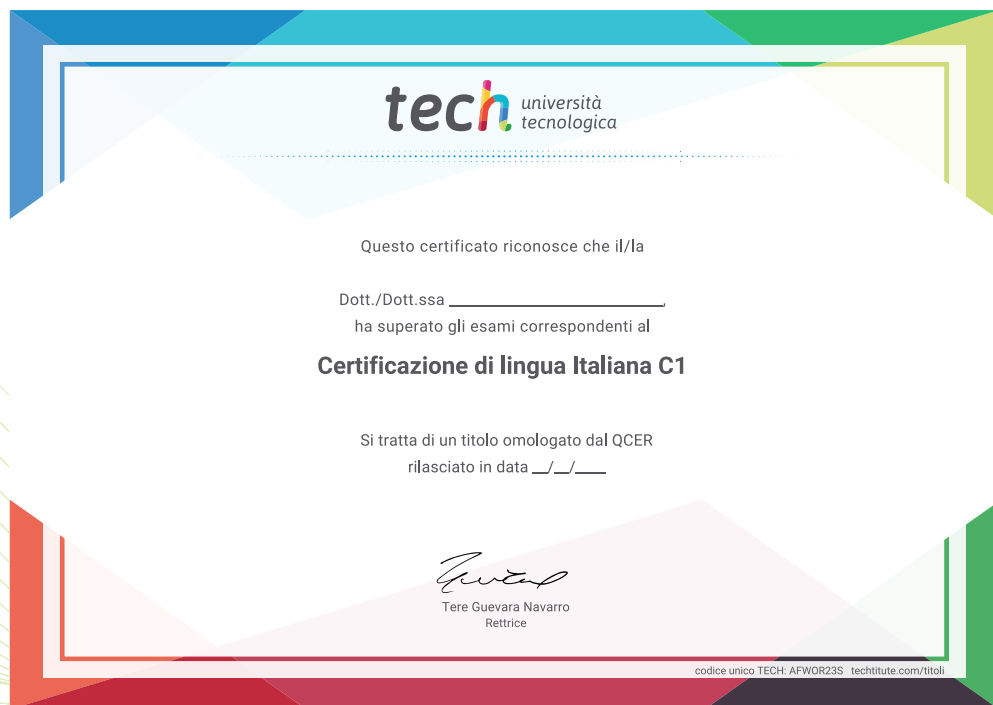 tech università
tecnologica
Questo certificato riconosce che il/la
Dott./Dott.ssa ______________________,
ha superato gli esami correspondenti al
Certificazione di lingua Italiana C1
Si tratta di un titolo omologato dal QCER
rilasciato in data __/__/____
Tere Guevara Navarro
Rettrice
codice unico TECH: AFWOR23S techtitute.com/titoli